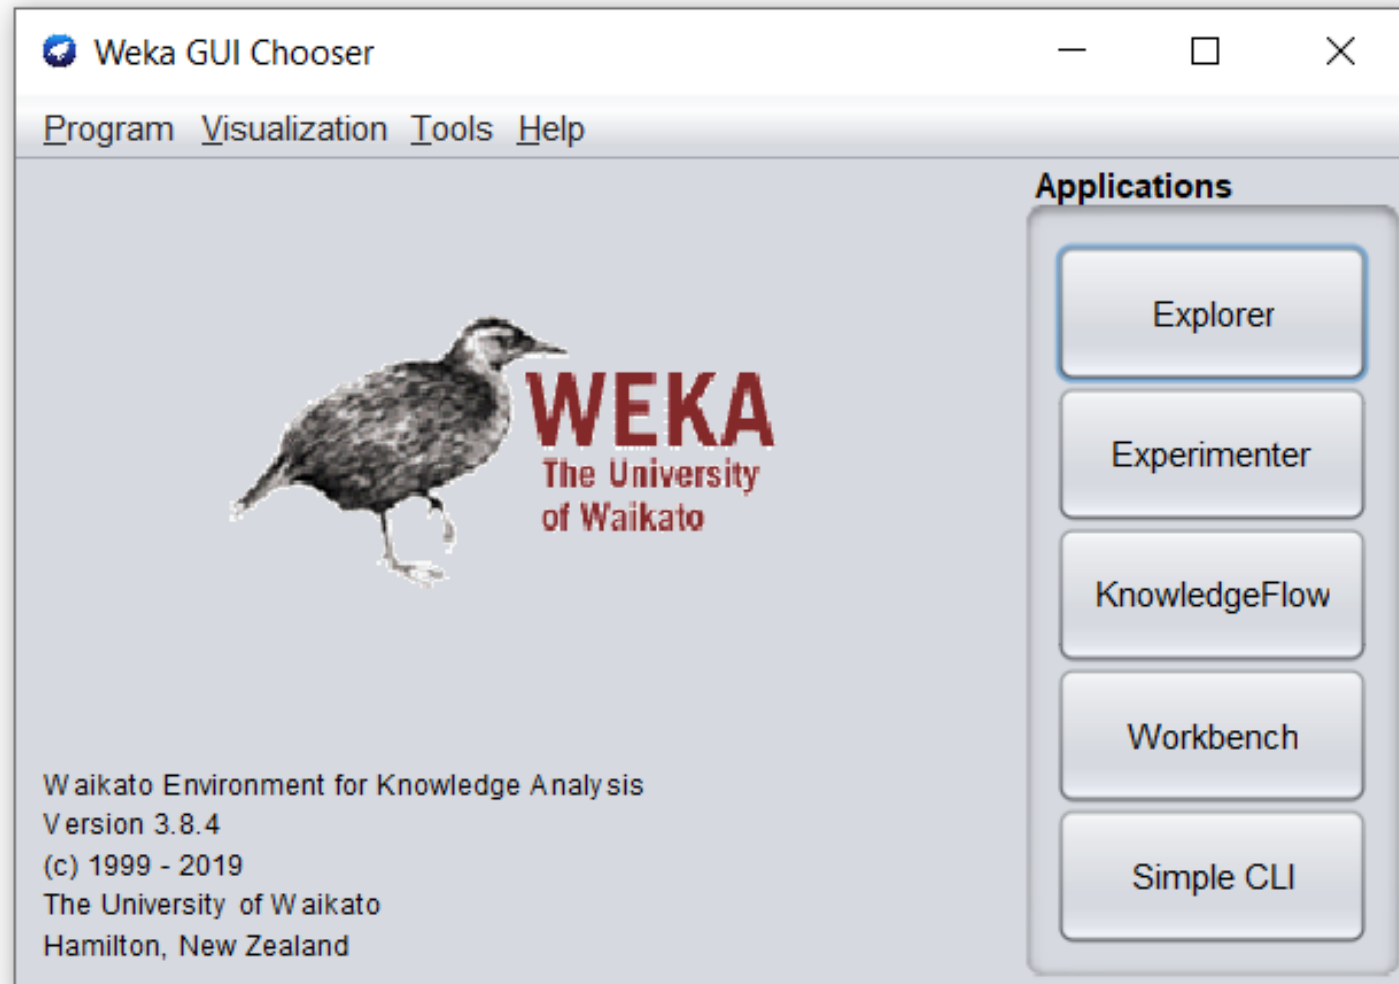 Weka GUI Chooser
Program Visualization Tools Help
Applications
Explorer
Experimenter
KnowledgeFlow
Workbench
Simple CLI
WEKA
The University
of Waikato
Waikato Environment for Knowledge Analysis
Version 3.8.4
(c) 1999 - 2019
The University of Waikato
Hamilton, New Zealand